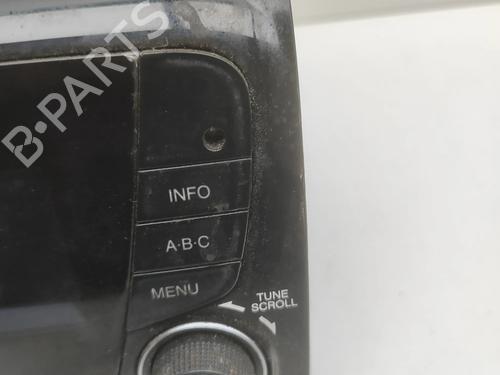 B-PARTS
INFO
A·B·C
MENU
TUNE
SCROLL